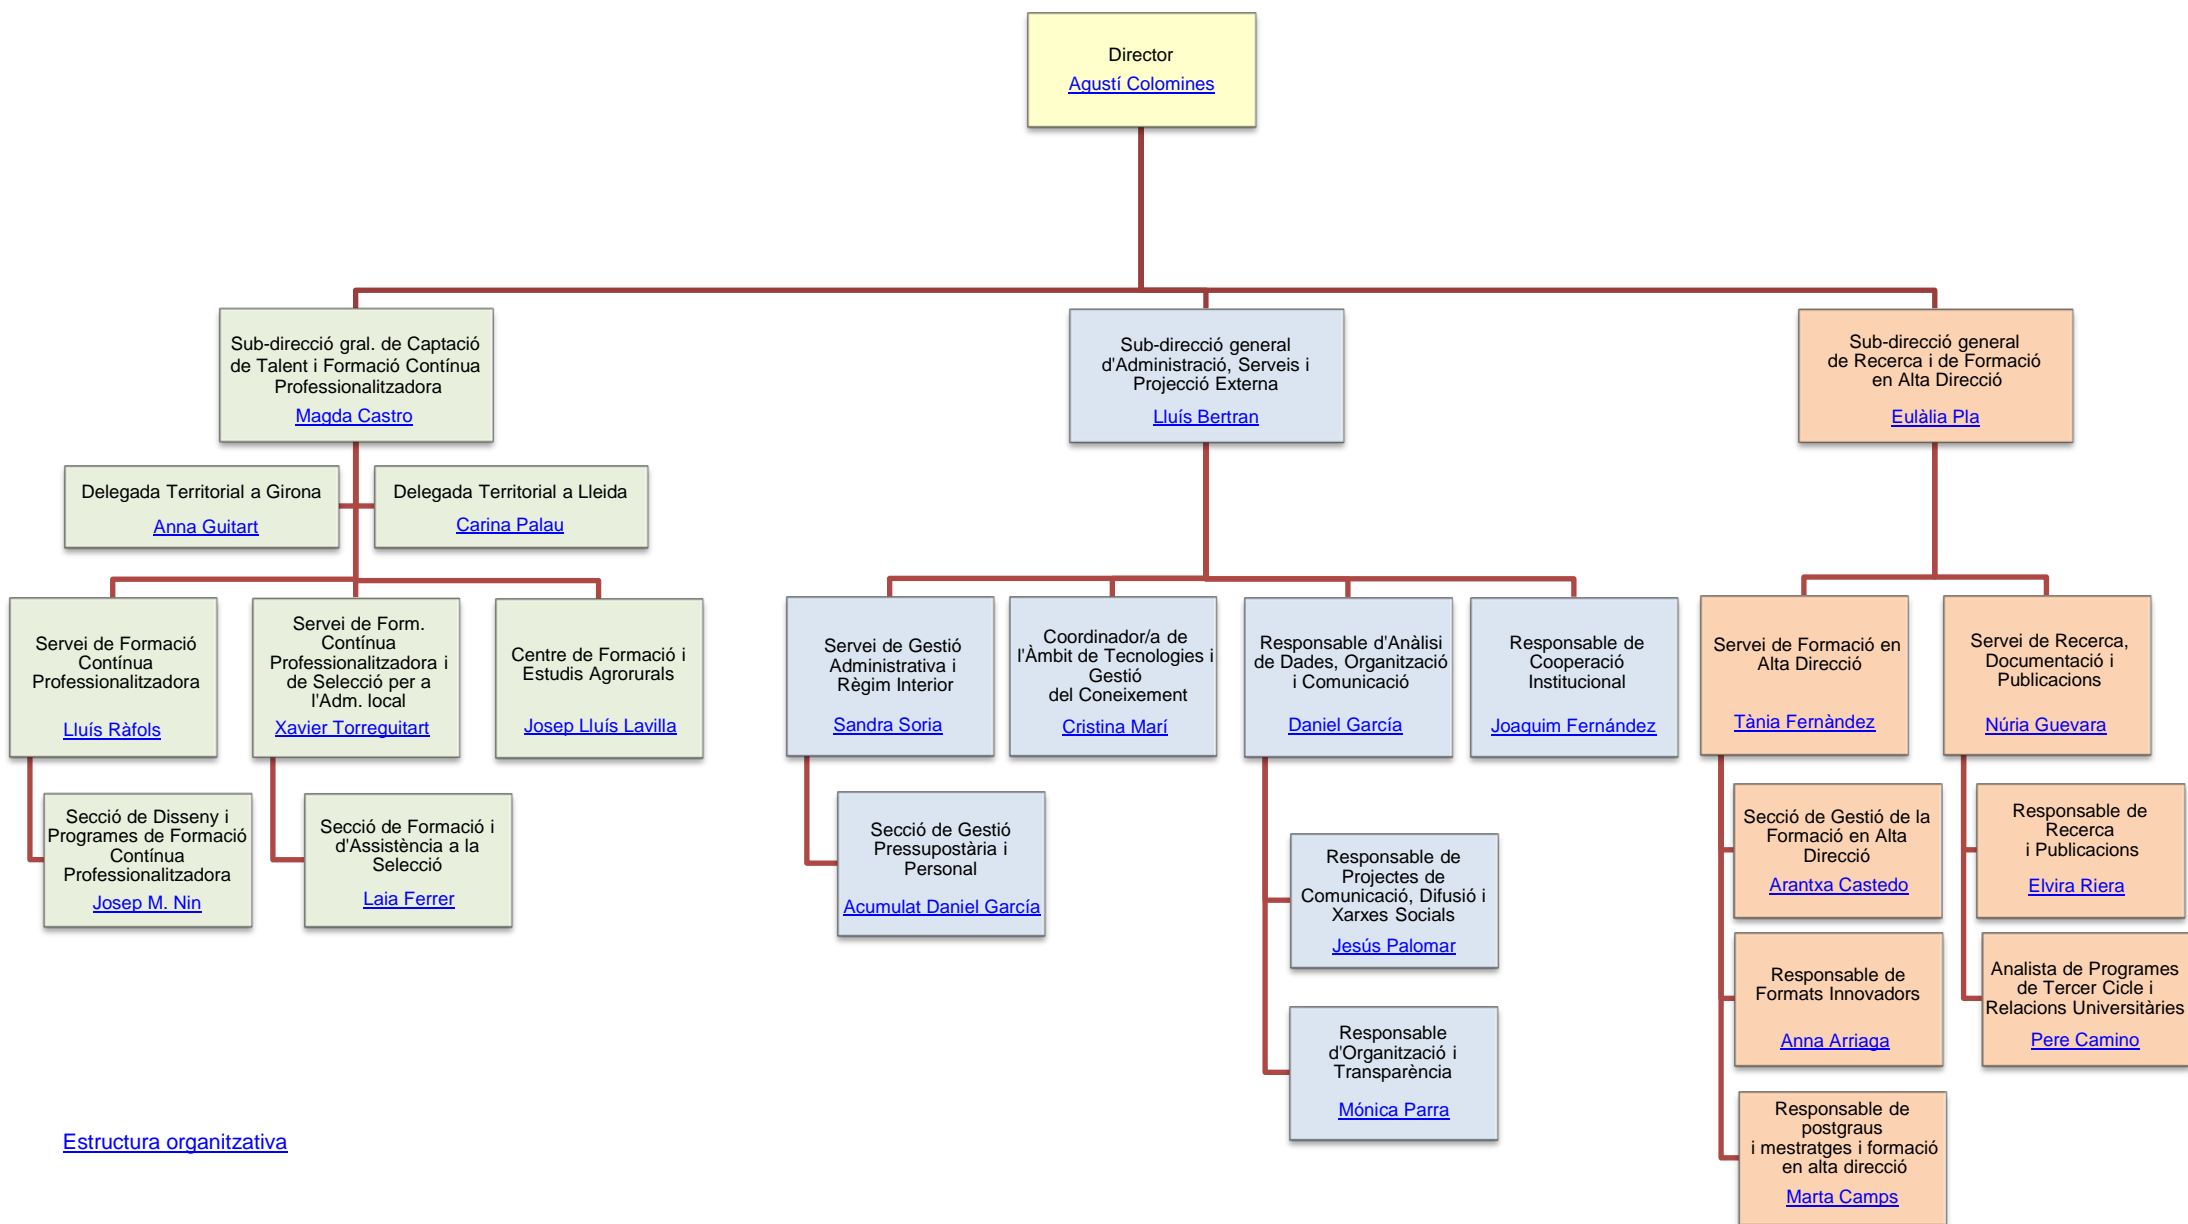 Director
Agustí Colomines
Sub-direcció gral. de Captació
de Talent i Formació Contínua
Professionalitzadora
Magda Castro
Sub-direcció general
d'Administració, Serveis i
Projecció Externa
Lluís Bertran
Sub-direcció general
de Recerca i de Formació
en Alta Direcció
Eulàlia Pla
Delegada Territorial a Girona
Anna Guitart
Delegada Territorial a Lleida
Carina Palau
Servei de Formació
Contínua
Professionalitzadora
Lluís Ràfols
Servei de Form.
Contínua
Professionalitzadora i
de Selecció per a
l'Adm. local
Xavier Torreguitart
Centre de Formació i
Estudis Agrorurals
Josep Lluís Lavilla
Servei de Gestió
Administrativa i
Règim Interior
Sandra Soria
Coordinador/a de
l'Àmbit de Tecnologies i
Gestió
del Coneixement
Cristina Marí
Responsable d'Anàlisi
de Dades, Organització
i Comunicació
Daniel García
Responsable de
Cooperació
Institucional
Joaquim Fernández
Servei de Formació en
Alta Direcció
Tània Fernàndez
Servei de Recerca,
Documentació i
Publicacions
Núria Guevara
Secció de Disseny i
Programes de Formació
Contínua
Professionalitzadora
Josep M. Nin
Secció de Formació i
d'Assistència a la
Selecció
Laia Ferrer
Secció de Gestió
Pressupostària i
Personal
Acumulat Daniel García
Responsable de
Projectes de
Comunicació, Difusió i
Xarxes Socials
Jesús Palomar
Responsable
d'Organització i
Transparència
Mónica Parra
Secció de Gestió de la
Formació en Alta
Direcció
Arantxa Castedo
Responsable de
Formats Innovadors
Anna Arriaga
Responsable de
postgraus
i mestratges i formació
en alta direcció
Marta Camps
Responsable de
Recerca
i Publicacions
Elvira Riera
Analista de Programes
de Tercer Cicle i
Relacions Universitàries
Pere Camino
Estructura organitzativa